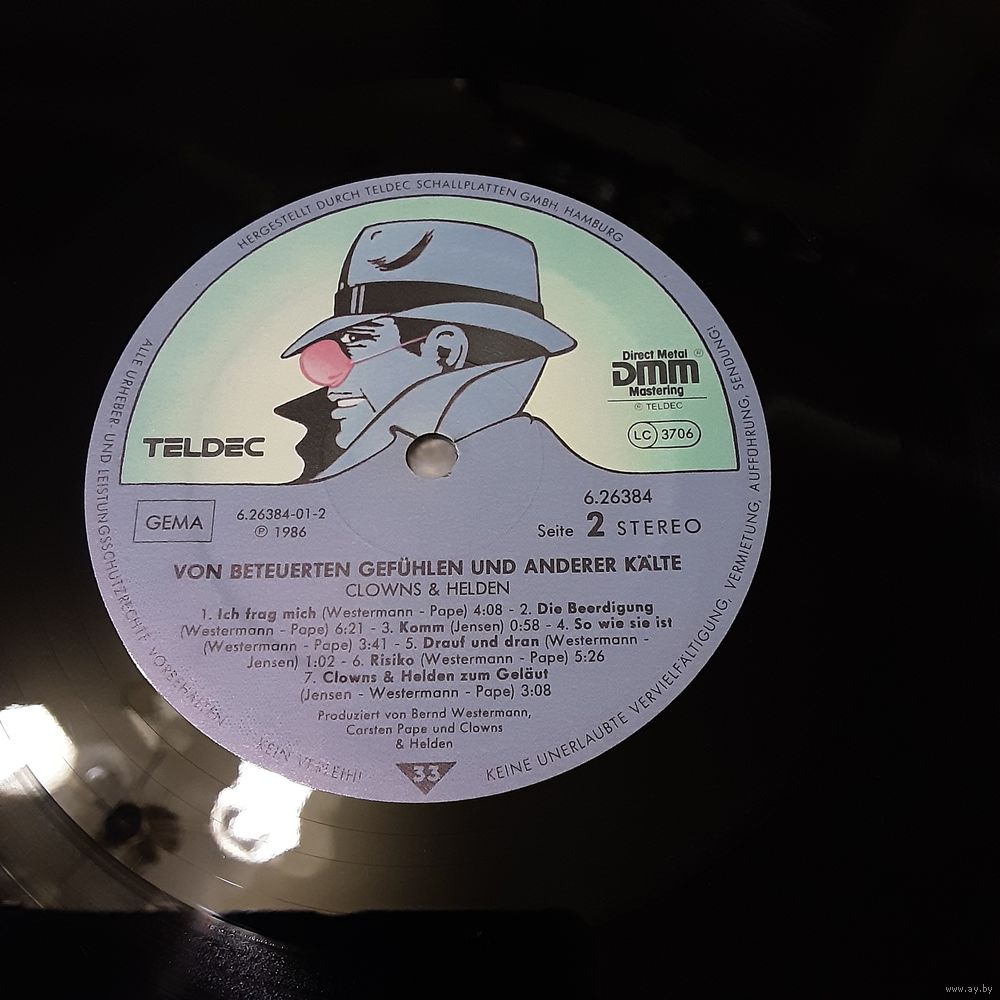 HERGESTELLT DURCH TELDEC SCHALLPLATTEN GMBH, HAMBURG
Direct Metal ®
DMM
Mastering
℗ TELDEC
LC 3706
TELDEC
GEMA
6.26384-01-2
℗ 1986
6.26384
Seite 2 STEREO
VON BETEUERTEN GEFÜHLEN UND ANDERER KÄLTE
CLOWNS & HELDEN
1. Ich frag mich (Westermann - Pape) 4:08 - 2. Die Beerdigung
(Westermann - Pape) 6:21 - 3. Komm (Jensen) 0:58 - 4. So wie sie ist
(Westermann - Pape) 3:41 - 5. Drauf und dran (Westermann -
Jensen) 1:02 - 6. Risiko (Westermann - Pape) 5:26
7. Clowns & Helden zum Geläut
(Jensen - Westermann - Pape) 3:08
Produziert von Bernd Westermann,
Carsten Pape und Clowns
& Helden
33
ALLE URHEBER- UND LEISTUNGSSCHUTZRECHTE VORBEHALTEN! KEIN VERLEIH!
KEINE UNERLAUBTE VERVIELFÄLTIGUNG, VERMIETUNG, AUFFÜHRUNG, SENDUNG!
www.ay.by